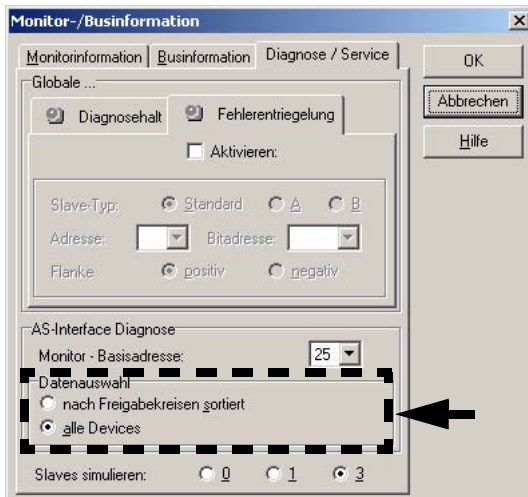 Monitor-/Businformation
Monitorinformation Businformation Diagnose / Service
OK
Abbrechen
Hilfe
Globale ...
Diagnosehalt Fehlerentriegelung
Aktivieren:
Slave-Typ: Standard A B
Adresse: Bitadresse:
Flanke positiv negativ
AS-Interface Diagnose
Monitor - Basisadresse: 25
Datenauswahl
nach Freigabekreisen sortiert
alle Devices
Slaves simulieren: 0 1 3